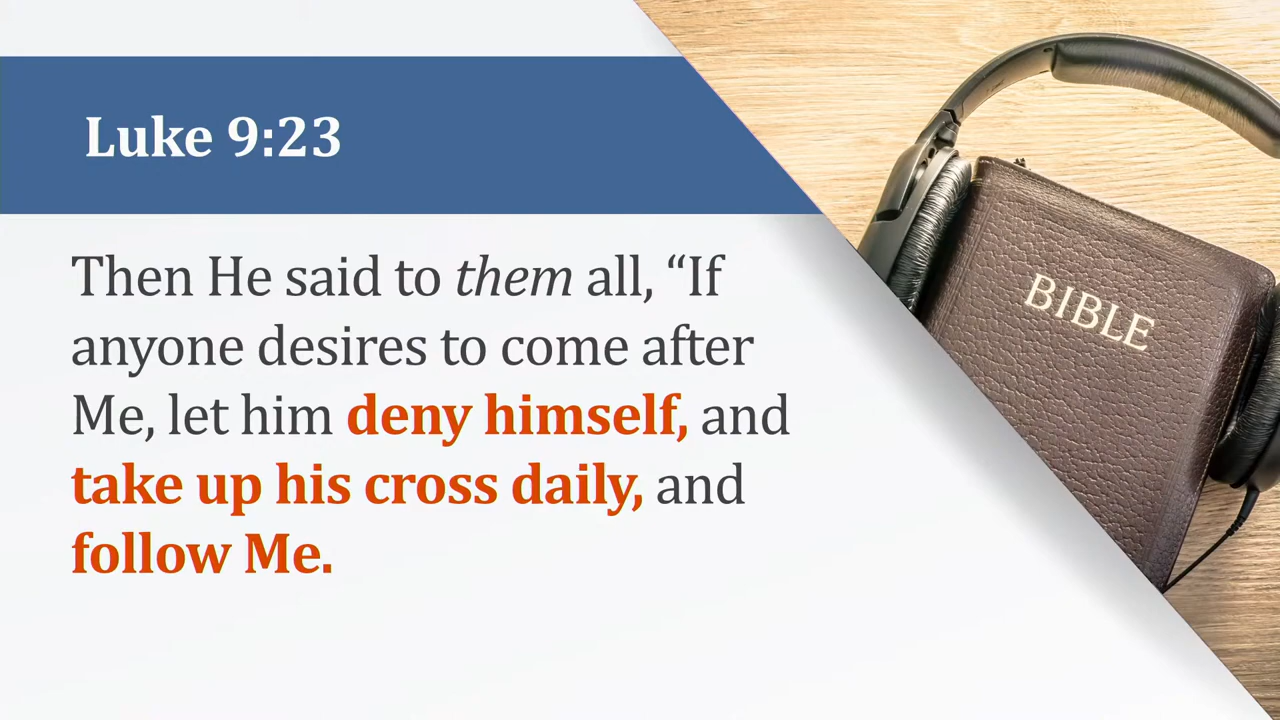 Luke 9:23
Then He said to them all, “If
anyone desires to come after
Me, let him deny himself, and
take up his cross daily, and
follow Me.
BIBLE